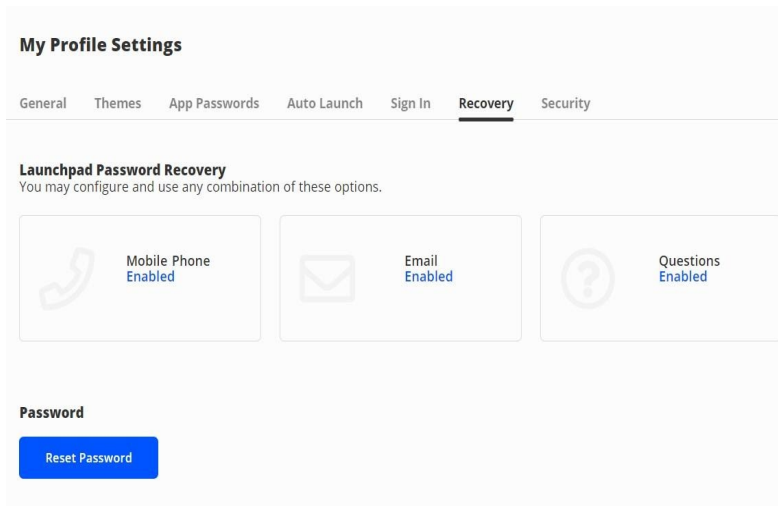 My Profile Settings
General Themes App Passwords Auto Launch Sign In Recovery Security
Launchpad Password Recovery
You may configure and use any combination of these options.
Mobile Phone
Enabled
Email
Enabled
Questions
Enabled
Password
Reset Password